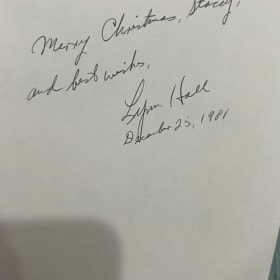 Merry Christmas, Stacey,
and best wishes,
Lynn Hall
December 25, 1981